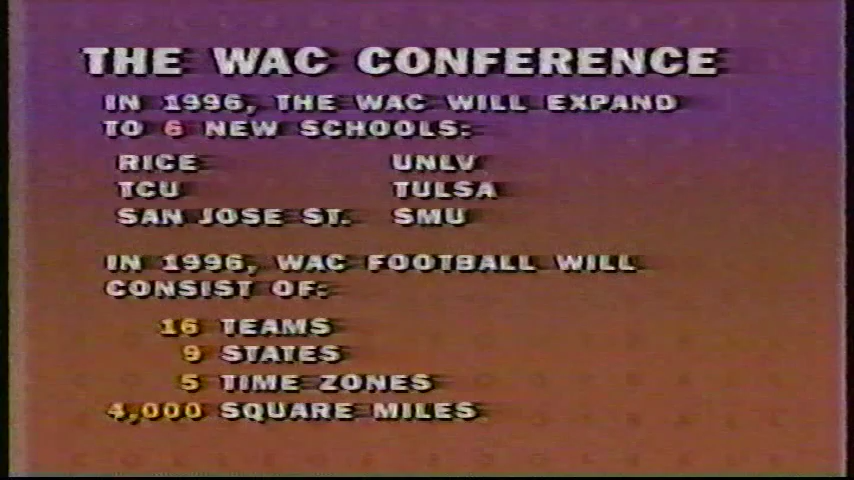 THE WAC CONFERENCE
IN 1996, THE WAC WILL EXPAND
TO 6 NEW SCHOOLS:
RICE UNLV
TCU TULSA
SAN JOSE ST. SMU
IN 1996, WAC FOOTBALL WILL
CONSIST OF:
16 TEAMS
9 STATES
5 TIME ZONES
4,000 SQUARE MILES